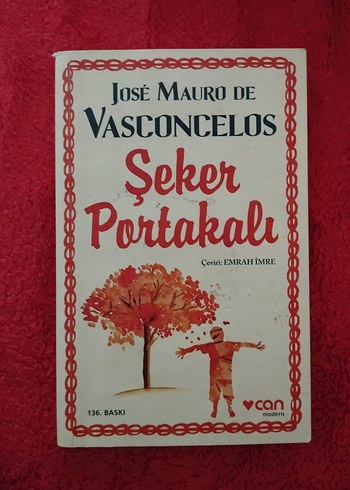 JOSÉ MAURO DE
VASCONCELOS
Şeker
Portakalı
Çeviri: EMRAH İMRE
136. BASKI
can
modern